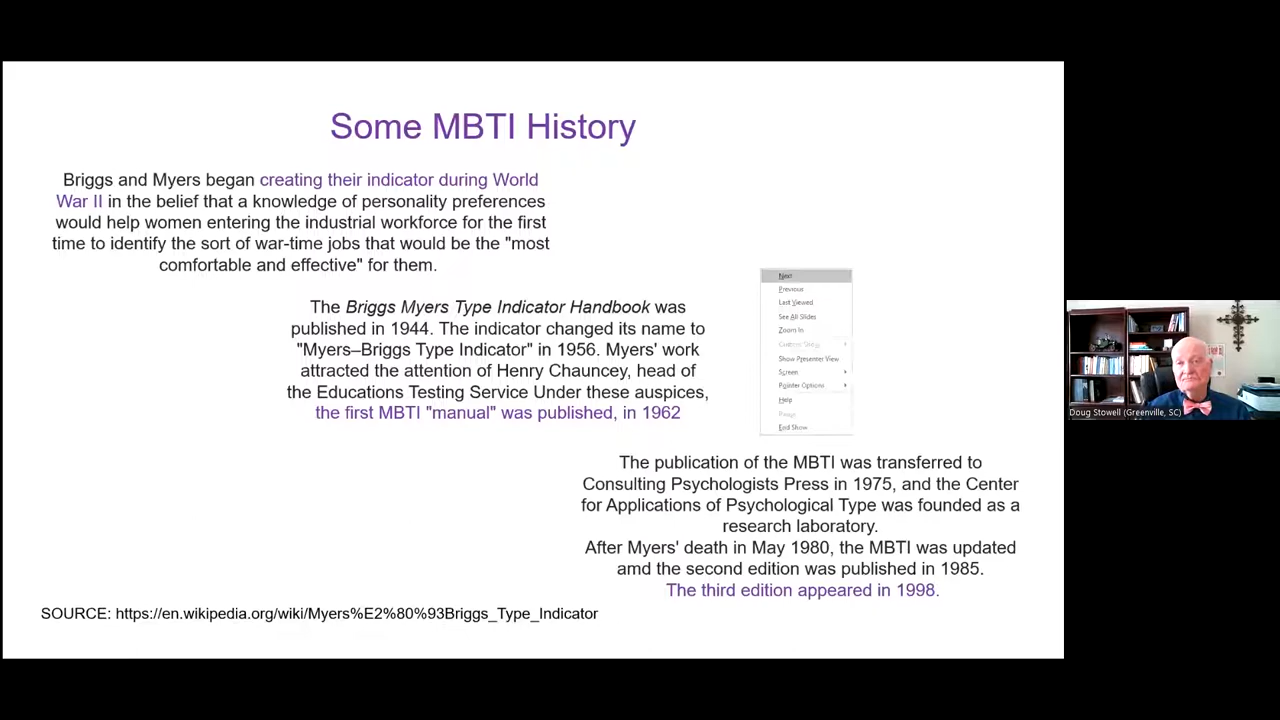 Some MBTI History
Briggs and Myers began creating their indicator during World
War II in the belief that a knowledge of personality preferences
would help women entering the industrial workforce for the first
time to identify the sort of war-time jobs that would be the "most
comfortable and effective" for them.
The Briggs Myers Type Indicator Handbook was
published in 1944. The indicator changed its name to
"Myers–Briggs Type Indicator" in 1956. Myers' work
attracted the attention of Henry Chauncey, head of
the Educations Testing Service Under these auspices,
the first MBTI "manual" was published, in 1962
Next
Previous
Last Viewed
See All Slides
Zoom In
Custom Show
Show Presenter View
Screen
Pointer Options
Help
Pause
End Show
The publication of the MBTI was transferred to
Consulting Psychologists Press in 1975, and the Center
for Applications of Psychological Type was founded as a
research laboratory.
After Myers' death in May 1980, the MBTI was updated
amd the second edition was published in 1985.
The third edition appeared in 1998.
SOURCE: https://en.wikipedia.org/wiki/Myers%E2%80%93Briggs_Type_Indicator
Doug Stowell (Greenville, SC)